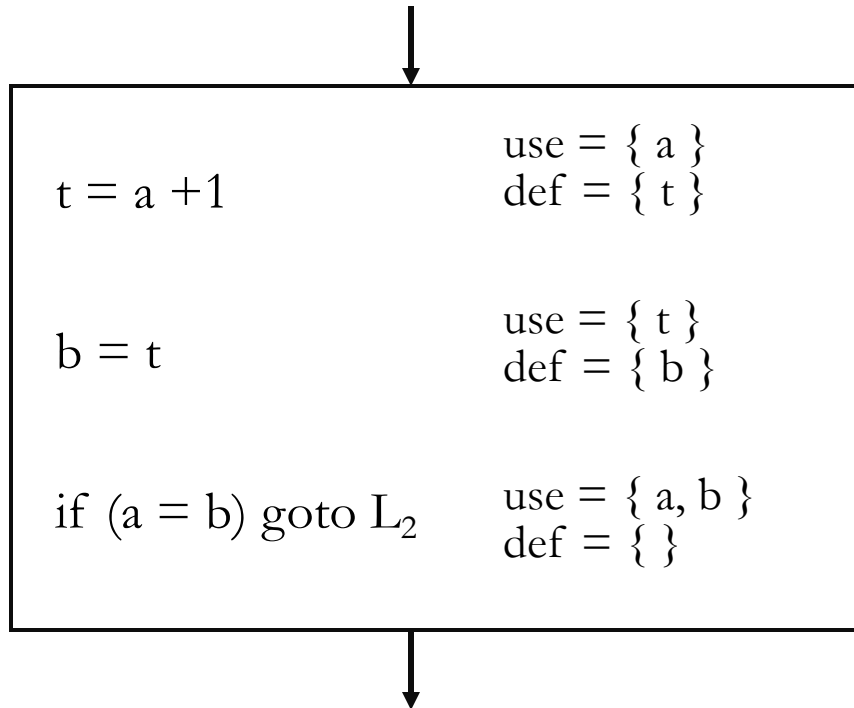 use = { a }
t = a +1
def = { t }
use = { t }
b = t
def = { b }
use = { a, b }
if (a = b) goto L₂
def = { }